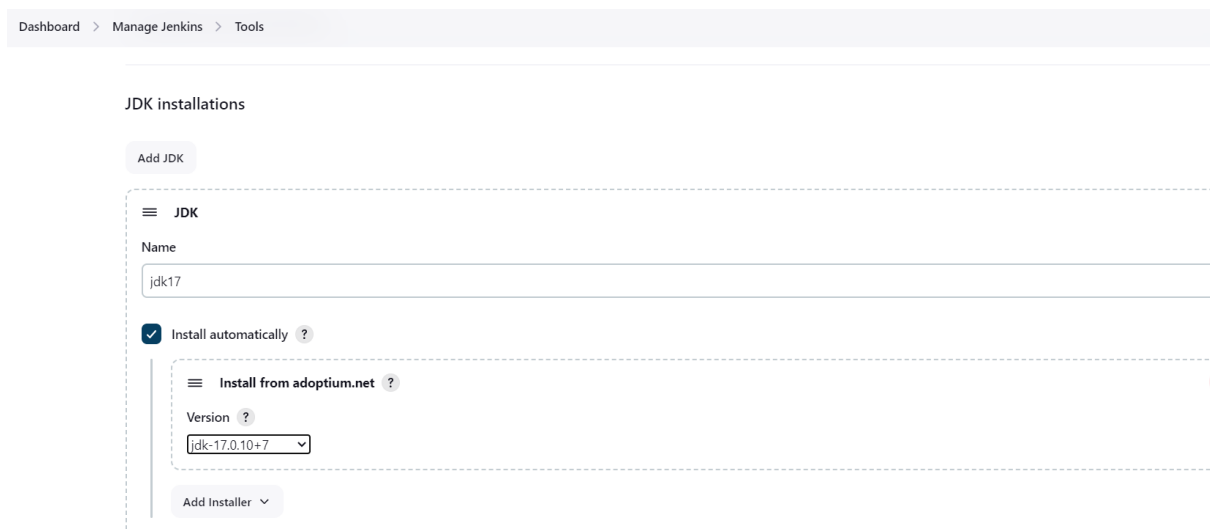 Dashboard > Manage Jenkins > Tools
JDK installations
Add JDK
JDK
Name
jdk17
Install automatically ?
Install from adoptium.net ?
Version ?
jdk-17.0.10+7
Add Installer